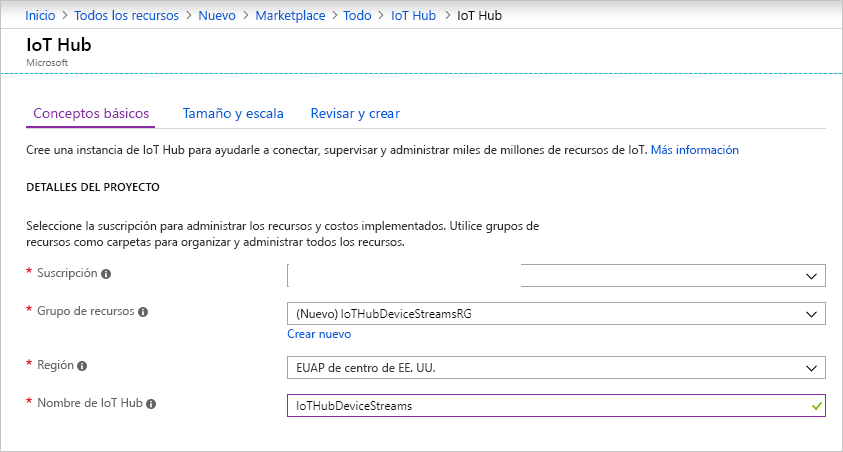 Inicio > Todos los recursos > Nuevo > Marketplace > Todo > IoT Hub > IoT Hub
IoT Hub
Microsoft
Conceptos básicos Tamaño y escala Revisar y crear
Cree una instancia de IoT Hub para ayudarle a conectar, supervisar y administrar miles de millones de recursos de IoT. Más información
DETALLES DEL PROYECTO
Seleccione la suscripción para administrar los recursos y costos implementados. Utilice grupos de
recursos como carpetas para organizar y administrar todos los recursos.
* Suscripción
* Grupo de recursos (Nuevo) IoTHubDeviceStreamsRG
Crear nuevo
* Región EUAP de centro de EE. UU.
* Nombre de IoT Hub IoTHubDeviceStreams